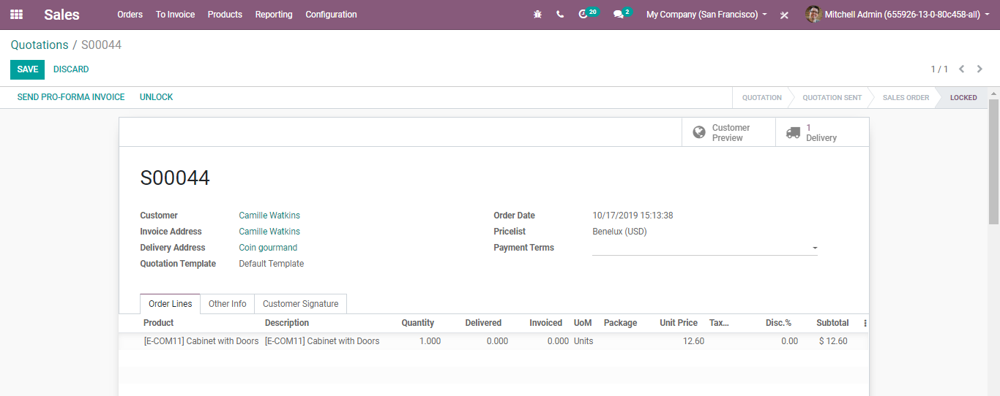 Sales Orders To Invoice Products Reporting Configuration 20 2 My Company (San Francisco) Mitchell Admin (655926-13-0-80c458-all)
Quotations / S00044
SAVE DISCARD 1 / 1
SEND PRO-FORMA INVOICE UNLOCK QUOTATION QUOTATION SENT SALES ORDER LOCKED
Customer Preview 1 Delivery
S00044
Customer Camille Watkins Order Date 10/17/2019 15:13:38
Invoice Address Camille Watkins Pricelist Benelux (USD)
Delivery Address Coin gourmand Payment Terms
Quotation Template Default Template
Order Lines Other Info Customer Signature
Product Description Quantity Delivered Invoiced UoM Package Unit Price Tax... Disc.% Subtotal
[E-COM11] Cabinet with Doors [E-COM11] Cabinet with Doors 1.000 0.000 0.000 Units 12.60 0.00 $ 12.60